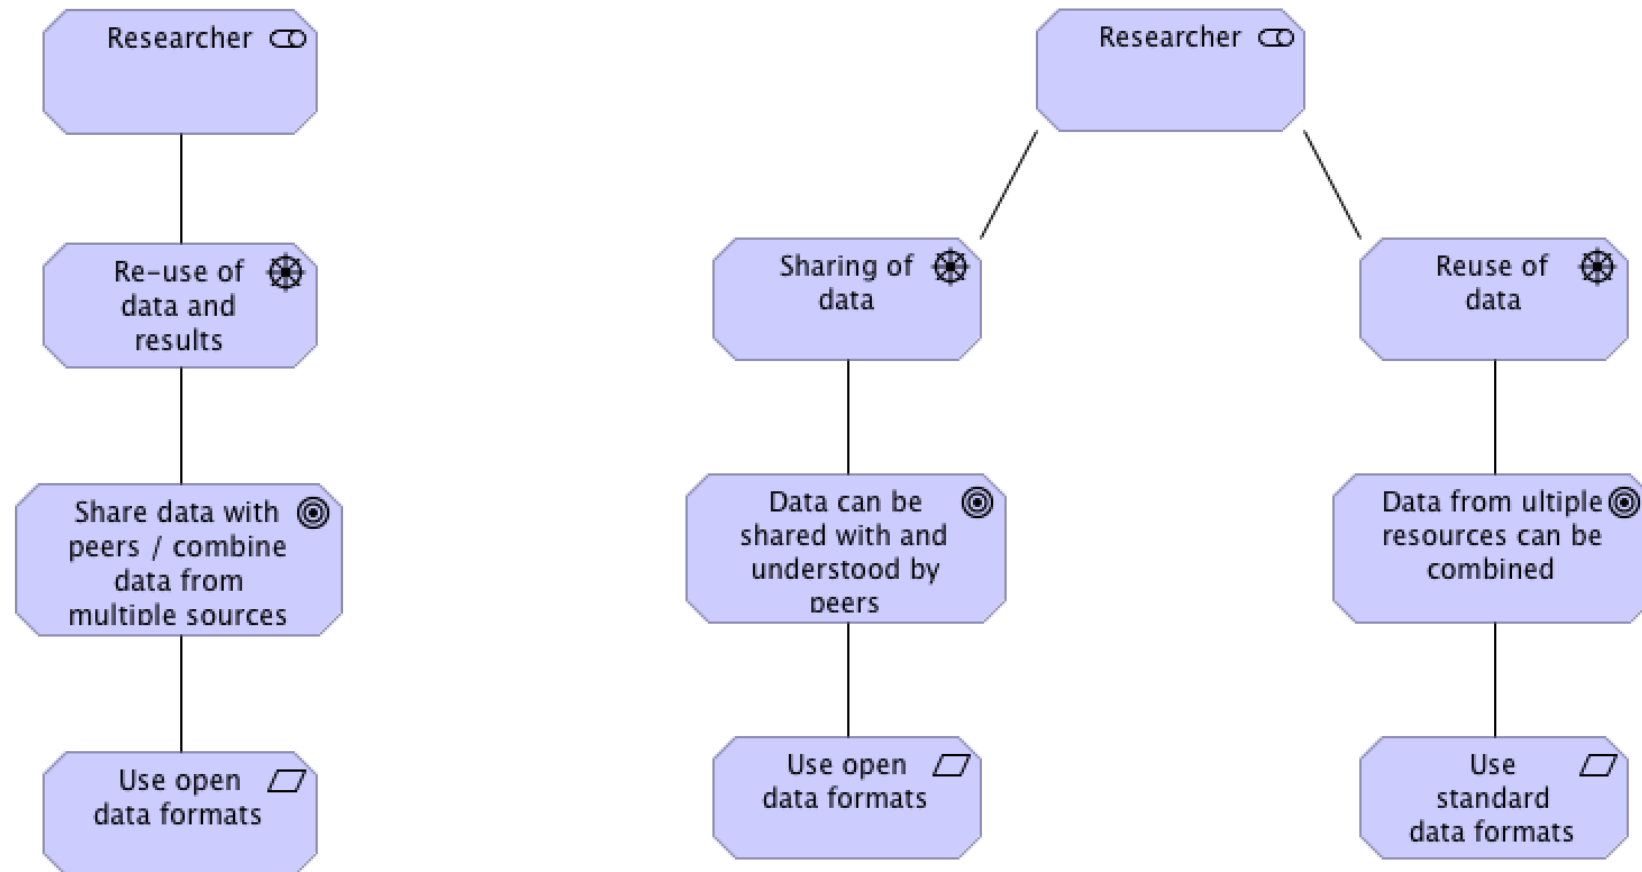 Researcher
Re-use of
data and
results
Share data with
peers / combine
data from
multiple sources
Use open
data formats
Researcher
Sharing of
data
Data can be
shared with and
understood by
peers
Use open
data formats
Reuse of
data
Data from ultiple
resources can be
combined
Use
standard
data formats